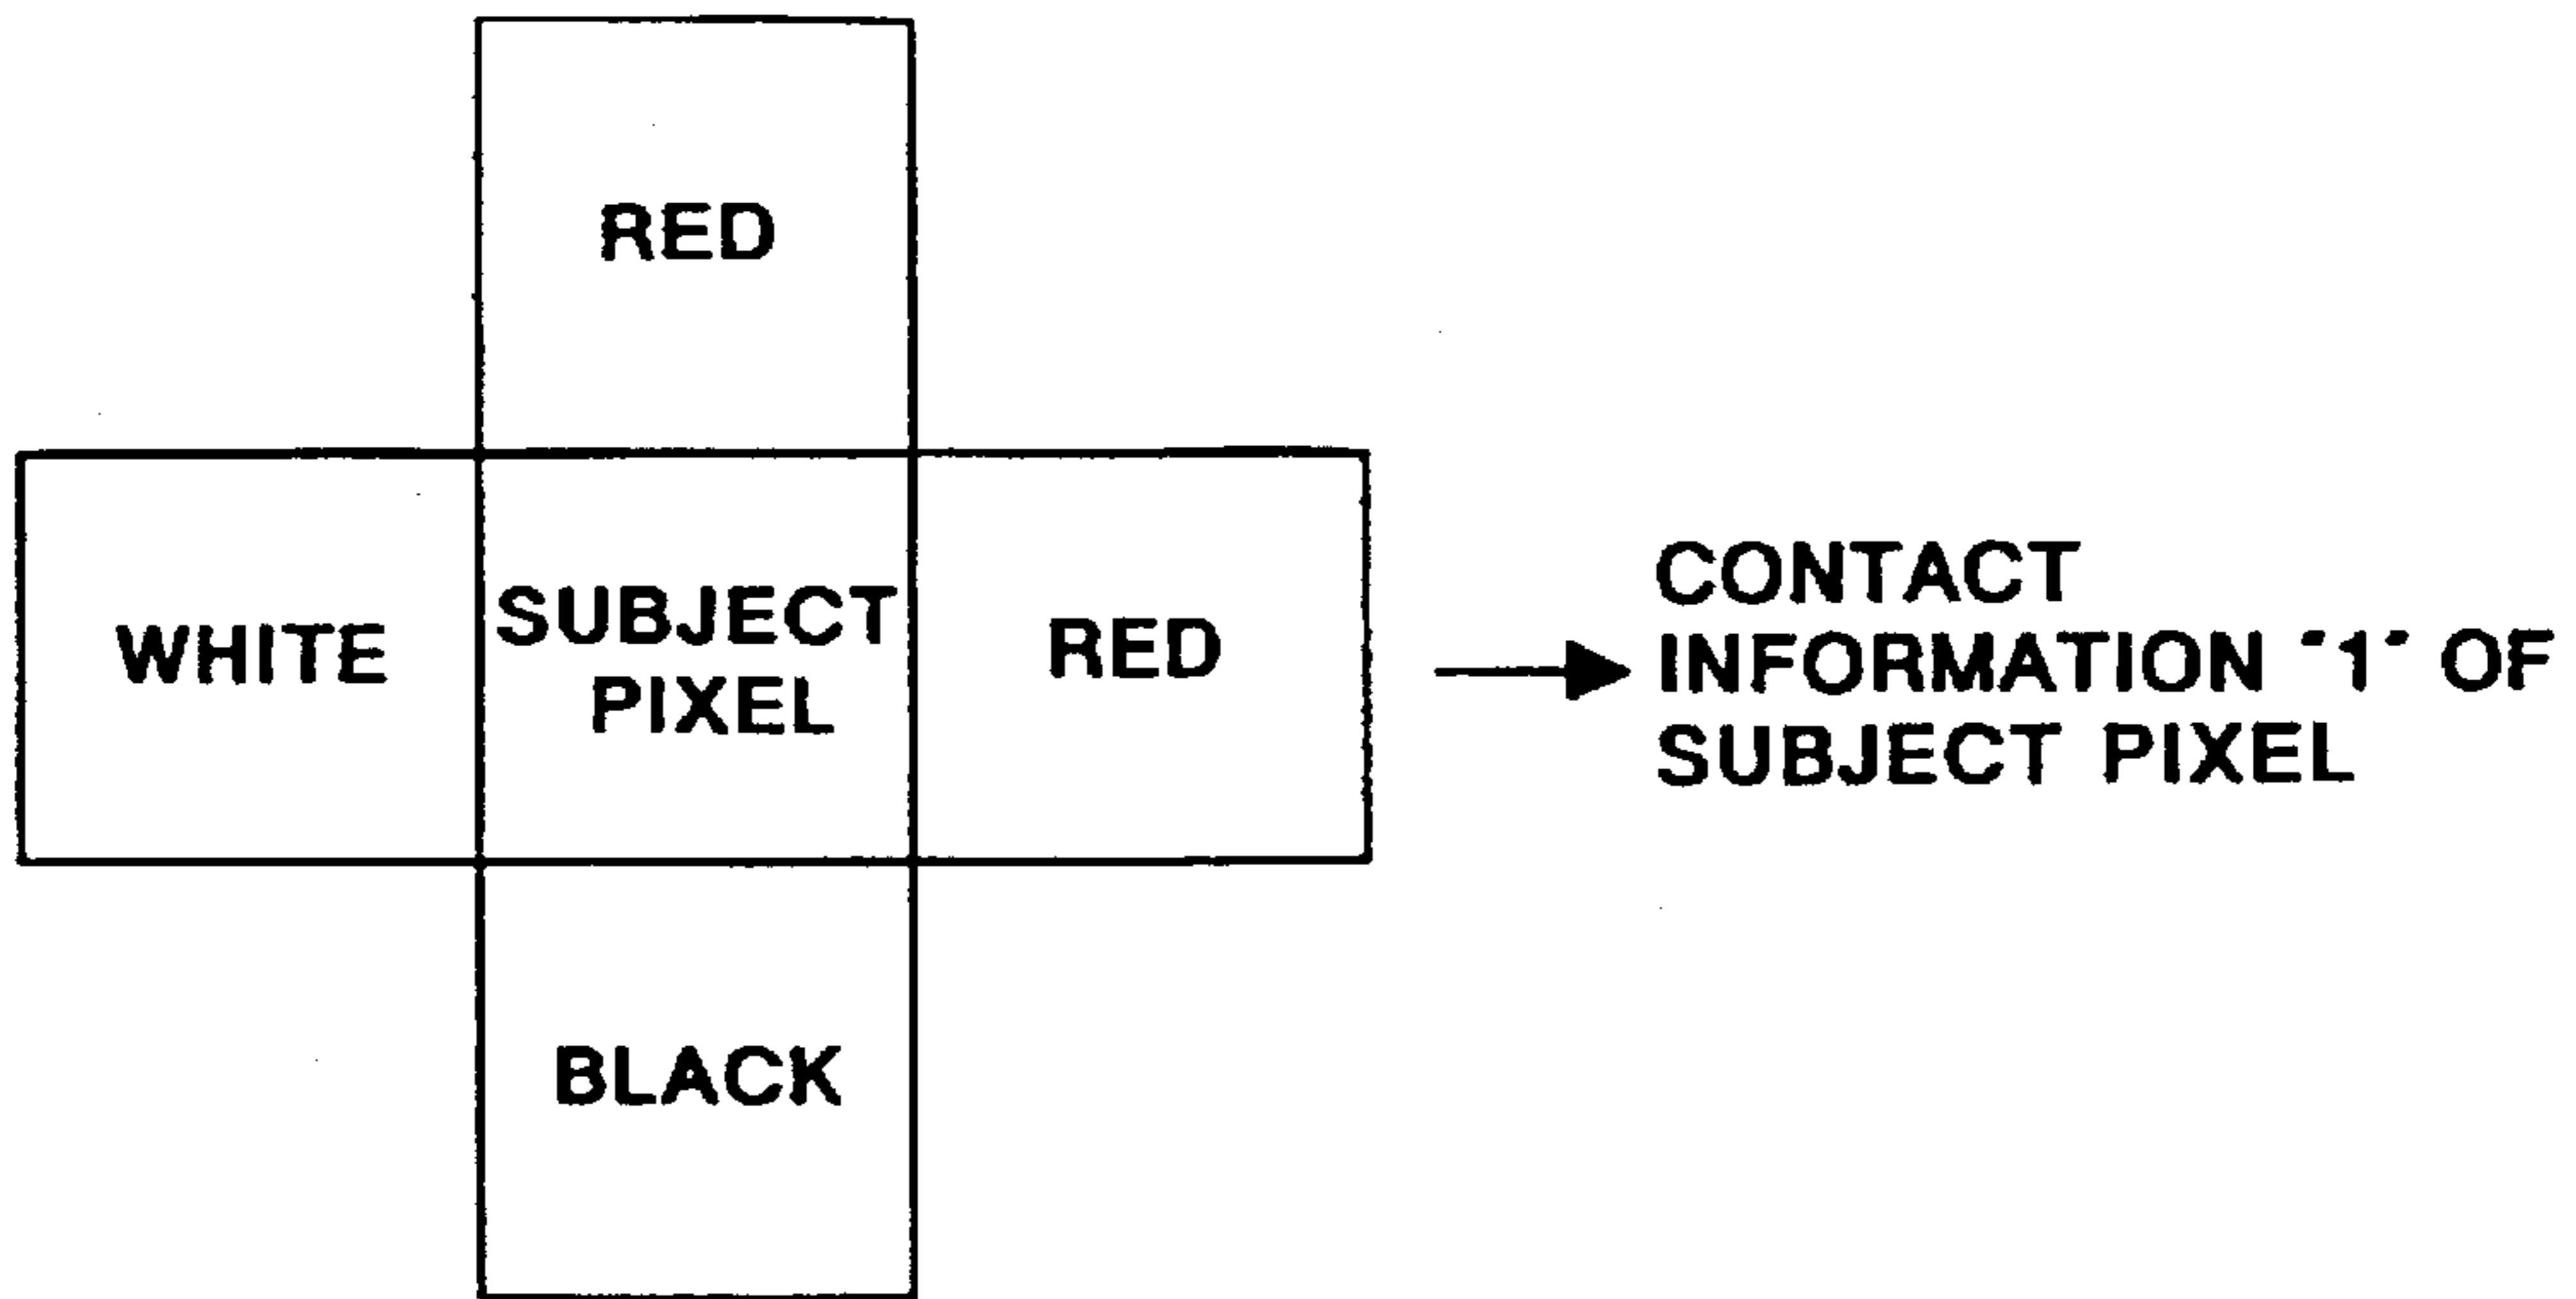 RED
WHITE
SUBJECT
PIXEL
RED
BLACK
CONTACT
INFORMATION "1" OF
SUBJECT PIXEL